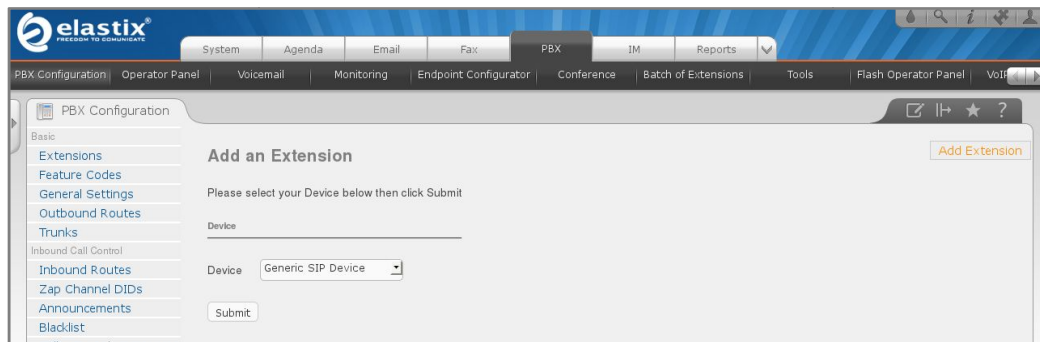 elastix®
FREEDOM TO COMUNICATE
System Agenda Email Fax PBX IM Reports
PBX Configuration Operator Panel Voicemail Monitoring Endpoint Configurator Conference Batch of Extensions Tools Flash Operator Panel VoIP
PBX Configuration
Basic
Extensions
Feature Codes
General Settings
Outbound Routes
Trunks
Inbound Call Control
Inbound Routes
Zap Channel DIDs
Announcements
Blacklist
Add an Extension
Add Extension
Please select your Device below then click Submit
Device
Device Generic SIP Device
Submit